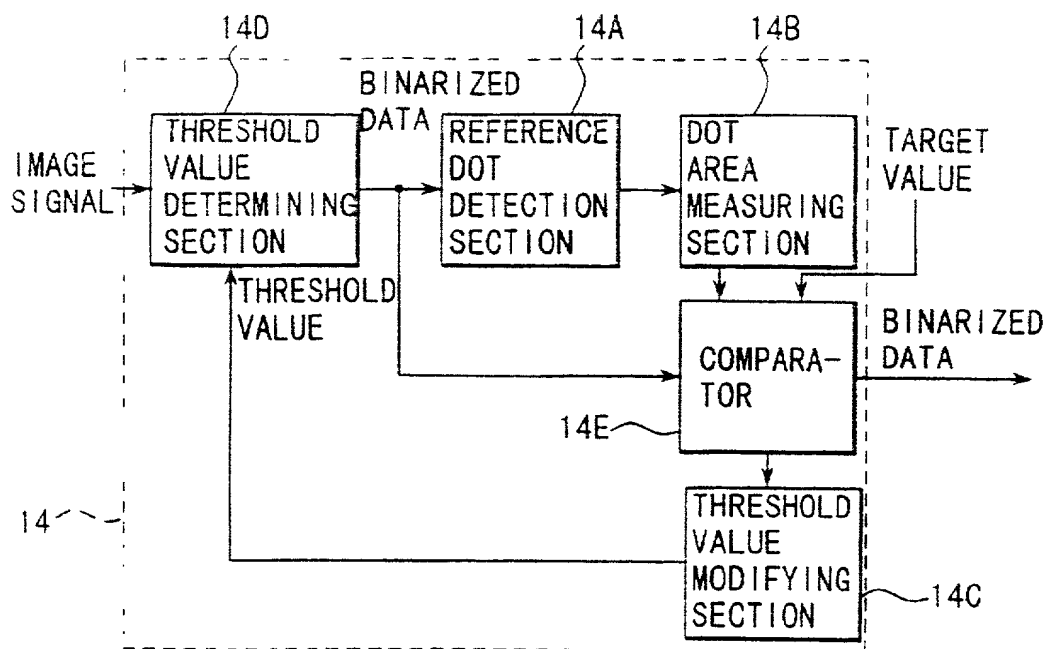 14D
14A
14B
BINARIZED
DATA
THRESHOLD
VALUE
DETERMINING
SECTION
REFERENCE
DOT
DETECTION
SECTION
DOT
AREA
MEASURING
SECTION
TARGET
VALUE
IMAGE
SIGNAL
THRESHOLD
VALUE
COMPARA-
TOR
BINARIZED
DATA
14E
THRESHOLD
VALUE
MODIFYING
SECTION
14
14C